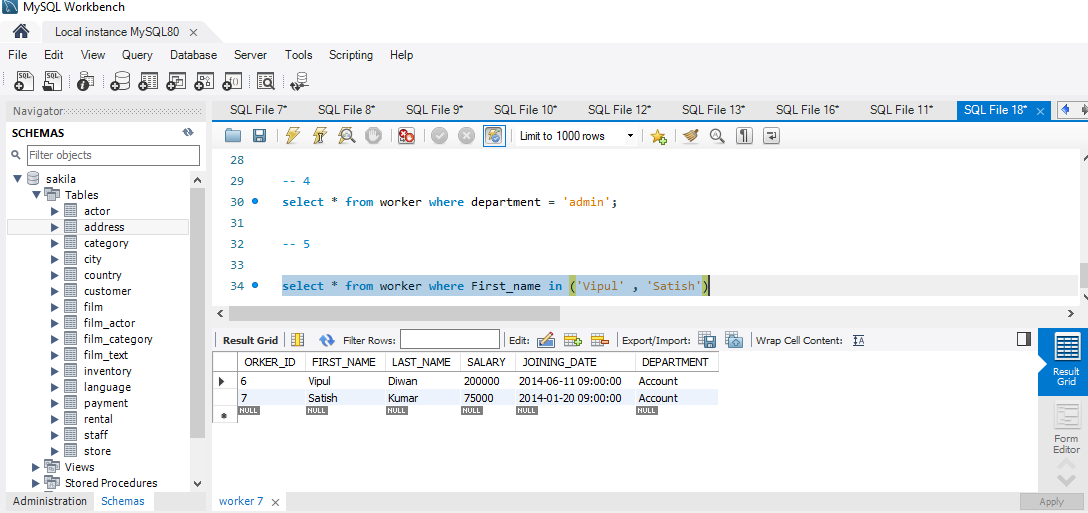 MySQL Workbench
Local instance MySQL80
File Edit View Query Database Server Tools Scripting Help
Navigator
SCHEMAS
Filter objects
sakila
Tables
actor
address
category
city
country
customer
film
film_actor
film_category
film_text
inventory
language
payment
rental
staff
store
Views
Stored Procedures
Administration Schemas
SQL File 7* SQL File 8* SQL File 9* SQL File 10* SQL File 12* SQL File 13* SQL File 16* SQL File 11* SQL File 18*
Limit to 1000 rows
28
29 -- 4
30 select * from worker where department = 'admin';
31
32 -- 5
33
34 select * from worker where First_name in ('Vipul' , 'Satish')
Result Grid Filter Rows: Edit: Export/Import: Wrap Cell Content:
ORKER_ID FIRST_NAME LAST_NAME SALARY JOINING_DATE DEPARTMENT
6 Vipul Diwan 200000 2014-06-11 09:00:00 Account
7 Satish Kumar 75000 2014-01-20 09:00:00 Account
NULL NULL NULL NULL NULL NULL
Result
Grid
Form
Editor
worker 7
Apply